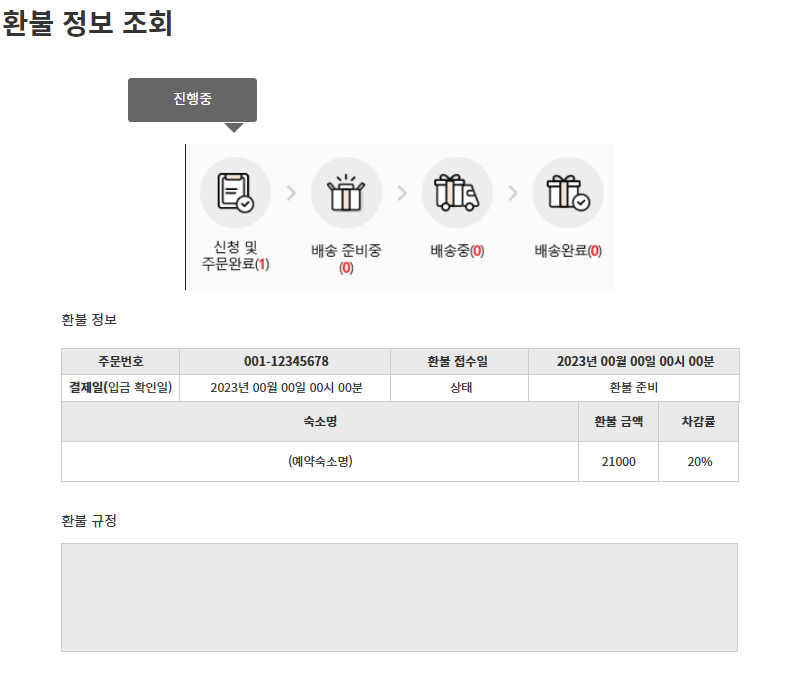 환불 정보 조회
진행중
신청 및
주문완료(1)
배송 준비중
(0)
배송중(0)
배송완료(0)
환불 정보
주문번호 001-12345678 환불 접수일 2023년 00월 00일 00시 00분
결제일(입금 확인일) 2023년 00월 00일 00시 00분 상태 환불 준비
숙소명 환불 금액 차감률
(예약숙소명) 21000 20%
환불 규정